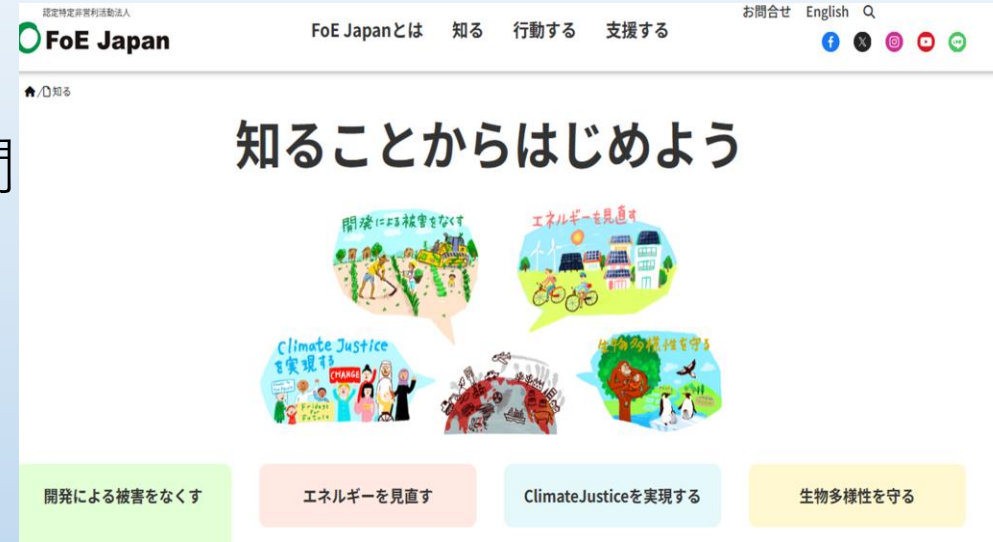 認定特定非営利活動法人
FoE Japan
FoE Japanとは 知る 行動する 支援する
お問合せ English
知る
知ることからはじめよう
開発による被害をなくす
エネルギーを見直す
Climate Justice
を実現する
CHANGE
Fridays
for
Future
生物多様性を守る
開発による被害をなくす エネルギーを見直す ClimateJusticeを実現する 生物多様性を守る